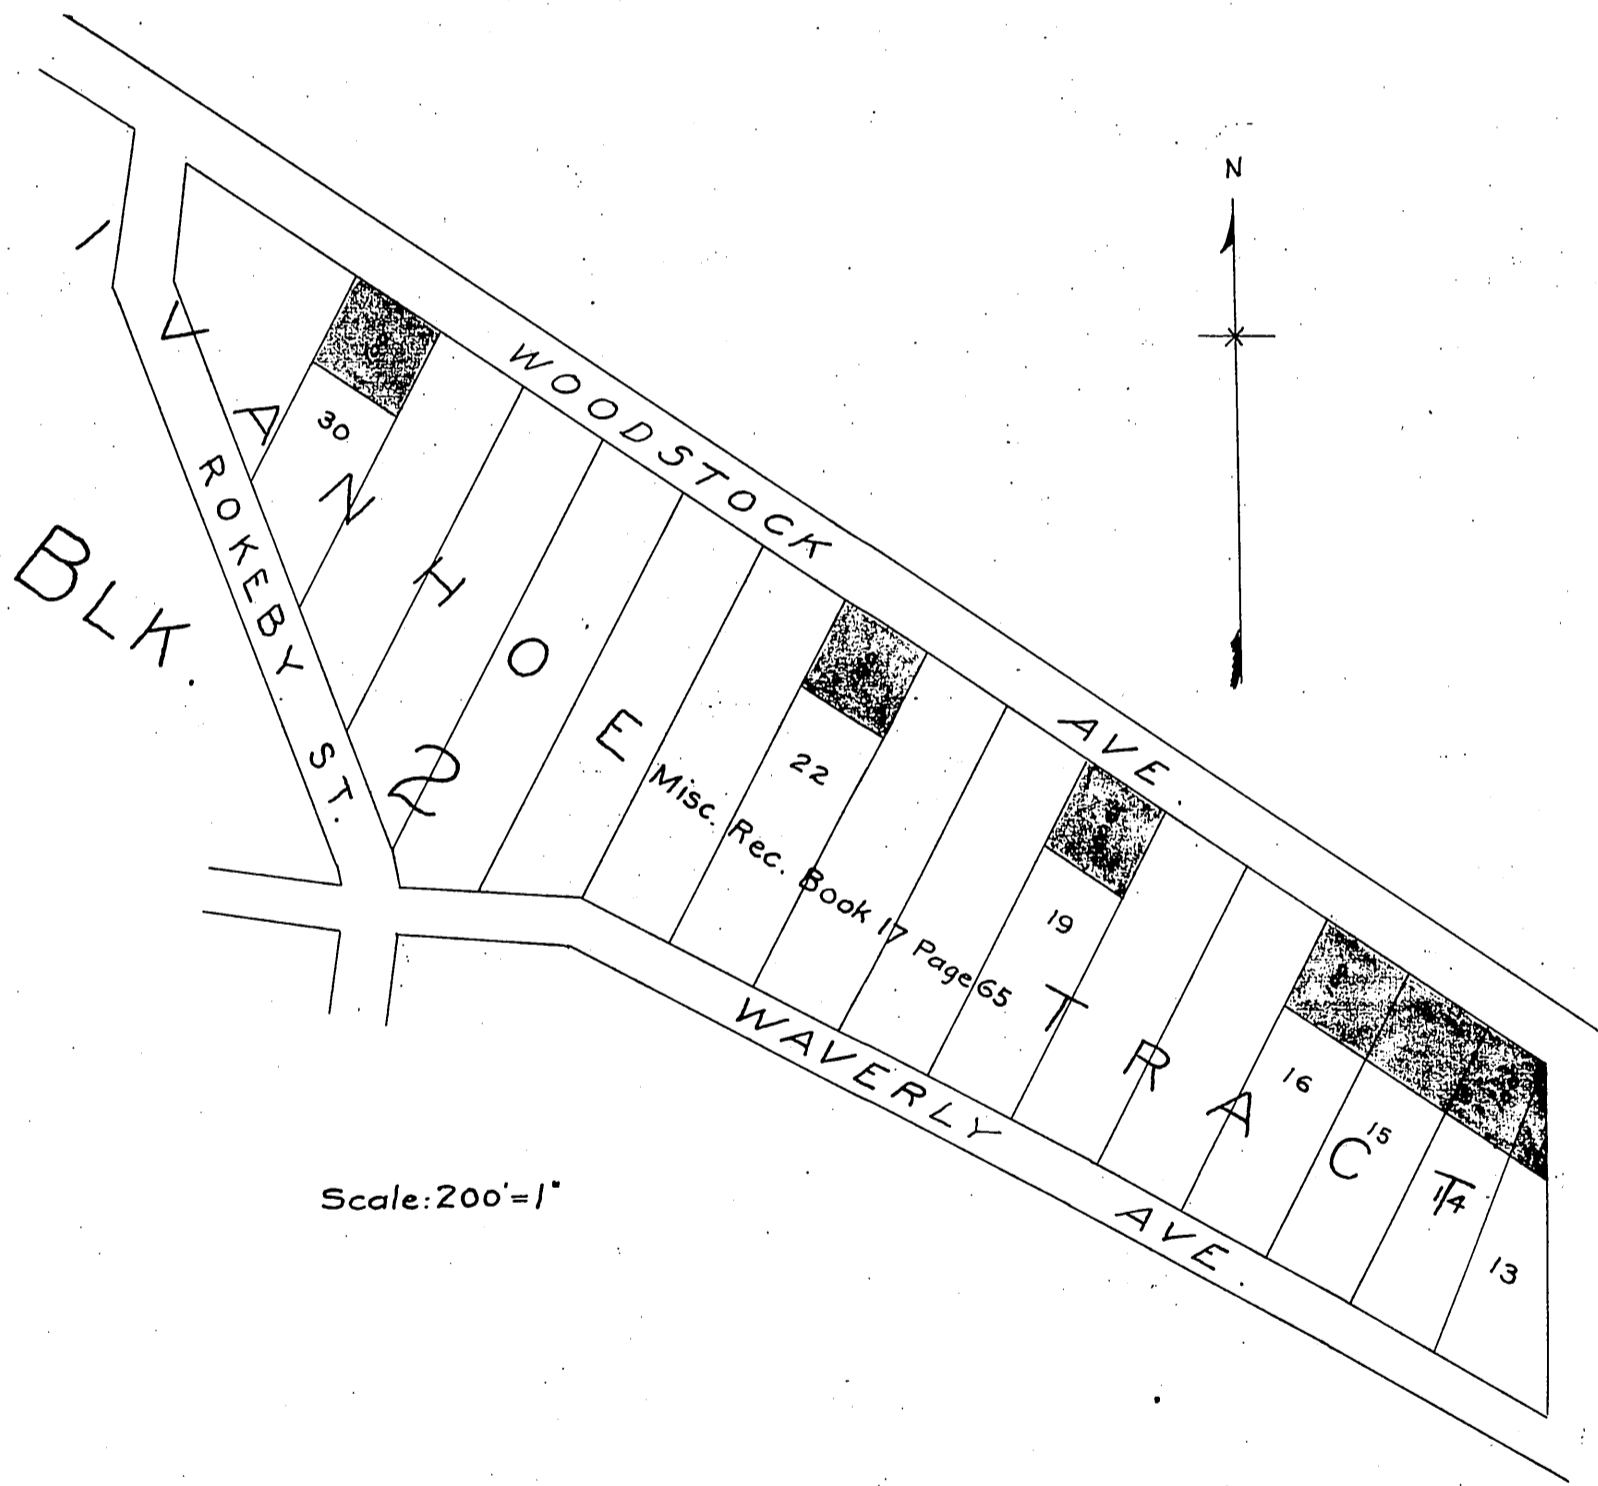 N
WOODSTOCK AVE.
IVANHOE TRACT
30
ROKEBY ST.
BLK. 2
22
Misc. Rec. Book 17 Page 65
19
WAVERLY AVE.
16
15
14
13
Scale: 200'=1"